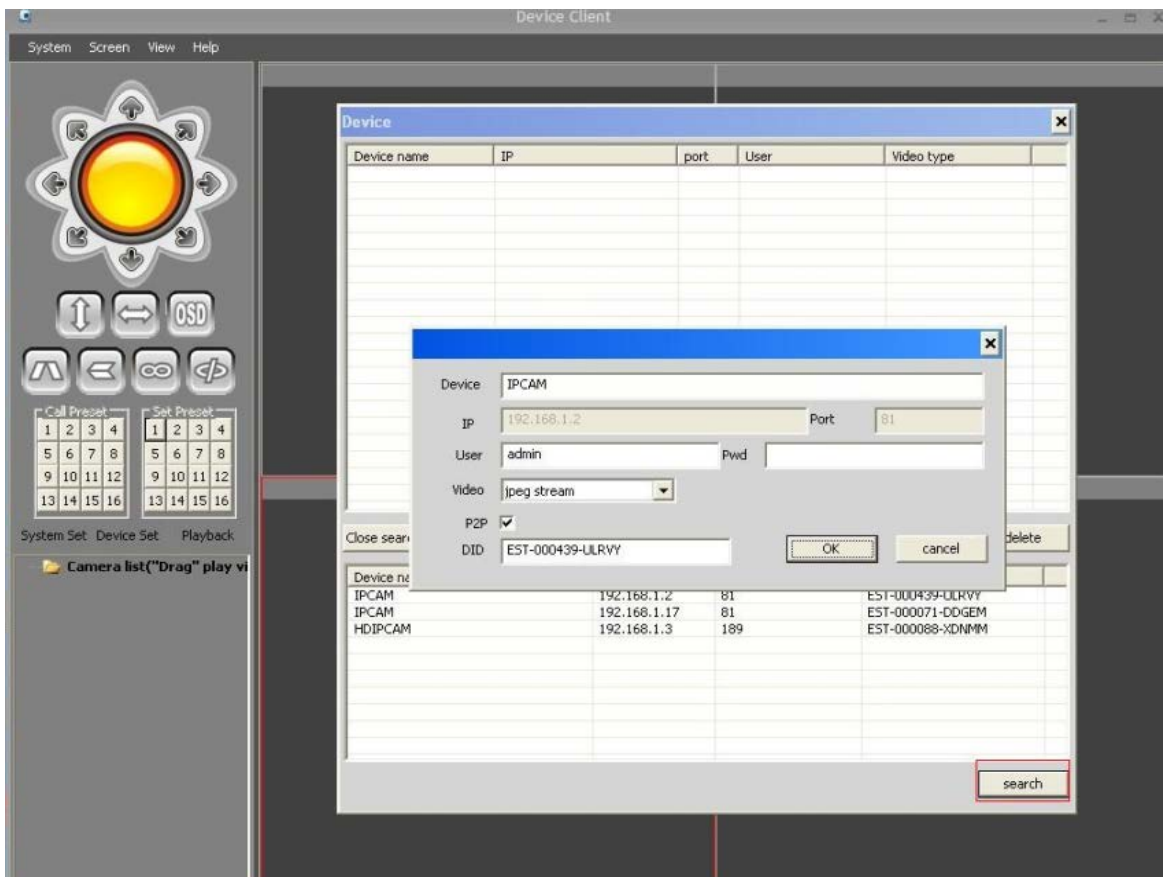 Device Client
System Screen View Help
Device
Device name IP port User Video type
OSD
Device IPCAM
IP 192.168.1.2 Port 81
User admin Pwd
Video jpeg stream
P2P
DID EST-000439-ULRVY OK cancel
Call Preset Set Preset
1 2 3 4 1 2 3 4
5 6 7 8 5 6 7 8
9 10 11 12 9 10 11 12
13 14 15 16 13 14 15 16
System Set Device Set Playback
Camera list("Drag" play vi
Close sear delete
Device na
IPCAM 192.168.1.2 81 EST-000439-ULRVY
IPCAM 192.168.1.17 81 EST-000071-DDGEM
HDIPCAM 192.168.1.3 189 EST-000088-XDNMM
search